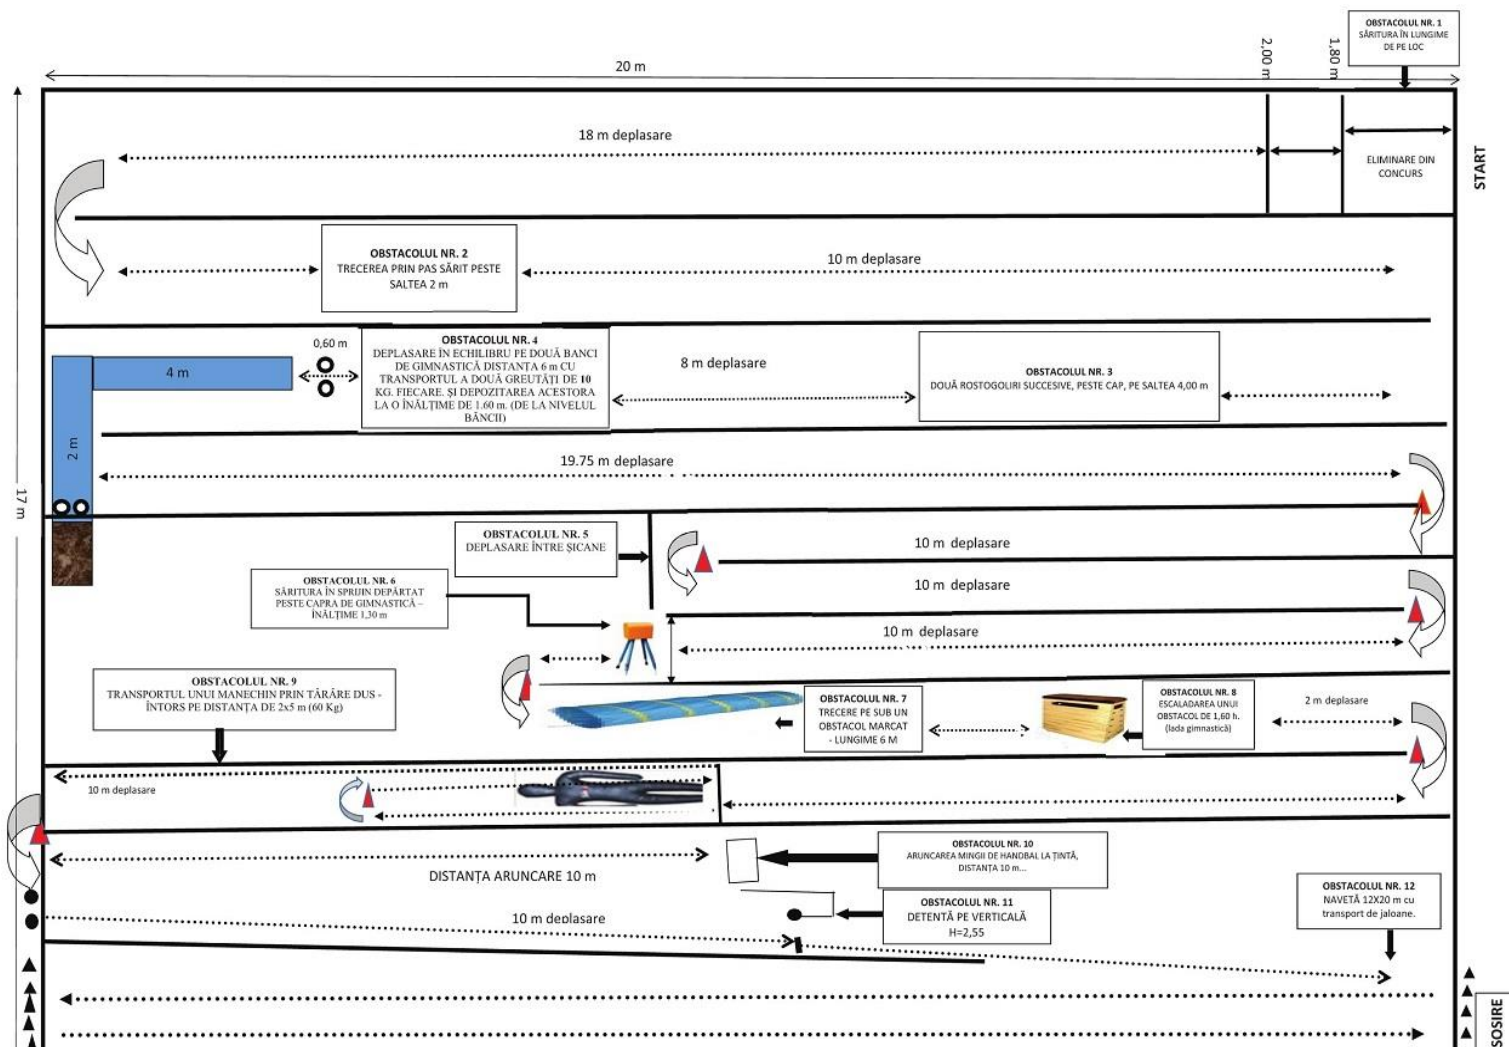 OBSTACOLUL NR. 1
SĂRITURA ÎN LUNGIME
DE PE LOC
20 m
2,00 m
1,80 m
18 m deplasare
ELIMINARE DIN
CONCURS
START
OBSTACOLUL NR. 2
TRECEREA PRIN PAS SĂRIT PESTE
SALTEA 2 m
10 m deplasare
4 m
2 m
0,60 m
OBSTACOLUL NR. 4
DEPLASARE ÎN ECHILIBRU PE DOUĂ BANCI
DE GIMNASTICĂ DISTANȚA 6 m CU
TRANSPORTUL A DOUĂ GREUTĂȚI DE 10
KG. FIECARE. ȘI DEPOZITAREA ACESTORA
LA O ÎNĂLȚIME DE 1.60 m. (DE LA NIVELUL
BĂNCII)
8 m deplasare
OBSTACOLUL NR. 3
DOUĂ ROSTOGOLIRI SUCCESIVE, PESTE CAP, PE SALTEA 4,00 m
19.75 m deplasare
17 m
OBSTACOLUL NR. 5
DEPLASARE ÎNTRE ȘICANE
10 m deplasare
OBSTACOLUL NR. 6
SĂRITURA ÎN SPRIJIN DEPĂRTAT
PESTE CAPRA DE GIMNASTICĂ –
ÎNĂLȚIME 1,30 m
10 m deplasare
10 m deplasare
OBSTACOLUL NR. 9
TRANSPORTUL UNUI MANECHIN PRIN TÂRÂRE DUS -
ÎNTORS PE DISTANȚA DE 2x5 m (60 Kg)
OBSTACOLUL NR. 7
TRECERE PE SUB UN
OBSTACOL MARCAT
- LUNGIME 6 M
OBSTACOLUL NR. 8
ESCALADAREA UNUI
OBSTACOL DE 1,60 h.
(lada gimnastică)
2 m deplasare
10 m deplasare
OBSTACOLUL NR. 10
ARUNCAREA MINGII DE HANDBAL LA ȚINTĂ,
DISTANȚA 10 m...
DISTANȚA ARUNCARE 10 m
OBSTACOLUL NR. 11
DETENTĂ PE VERTICALĂ
H=2,55
10 m deplasare
OBSTACOLUL NR. 12
NAVETĂ 12X20 m cu
transport de jaloane.
SOSIRE